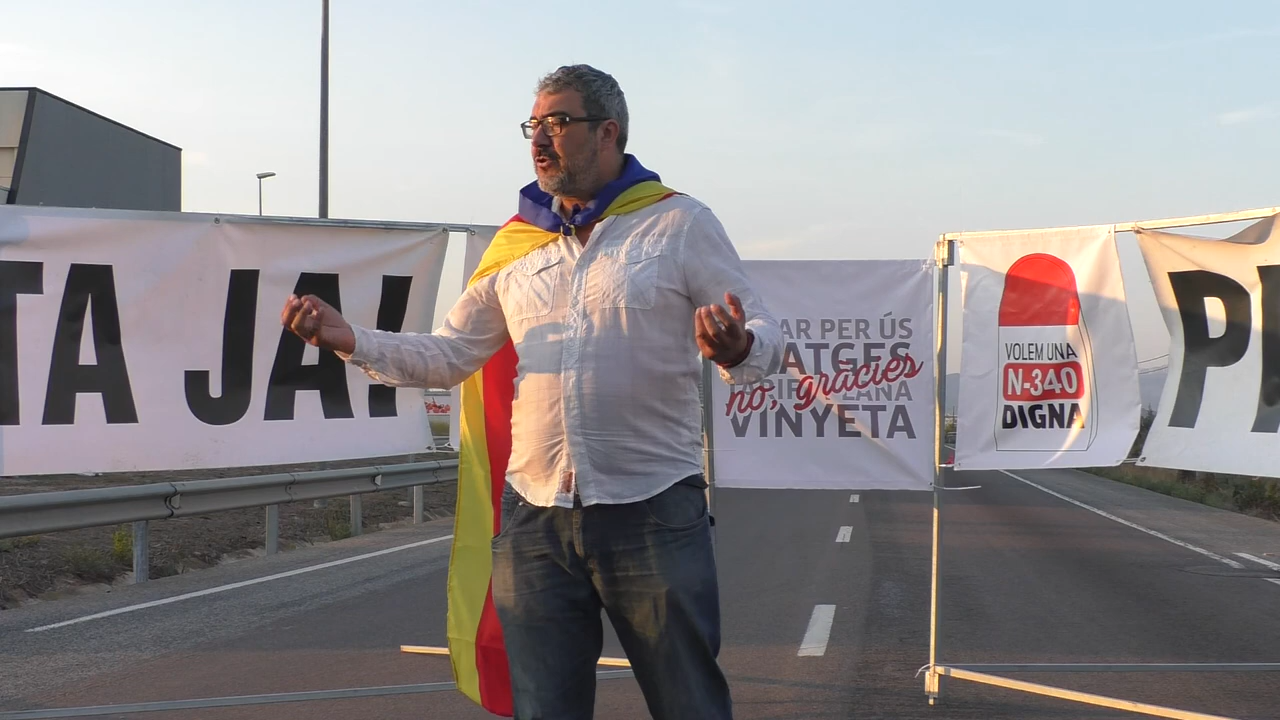 TA JA!
AR PER ÚS
ATGES
no, gràcies
VINYETA
VOLEM UNA
N-340
DIGNA
P